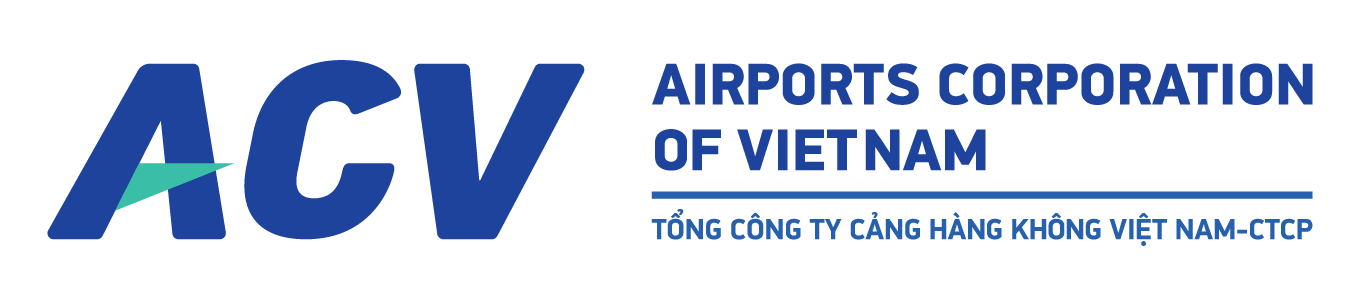 ACV
AIRPORTS CORPORATION
OF VIETNAM
TỔNG CÔNG TY CẢNG HÀNG KHÔNG VIỆT NAM-CTCP